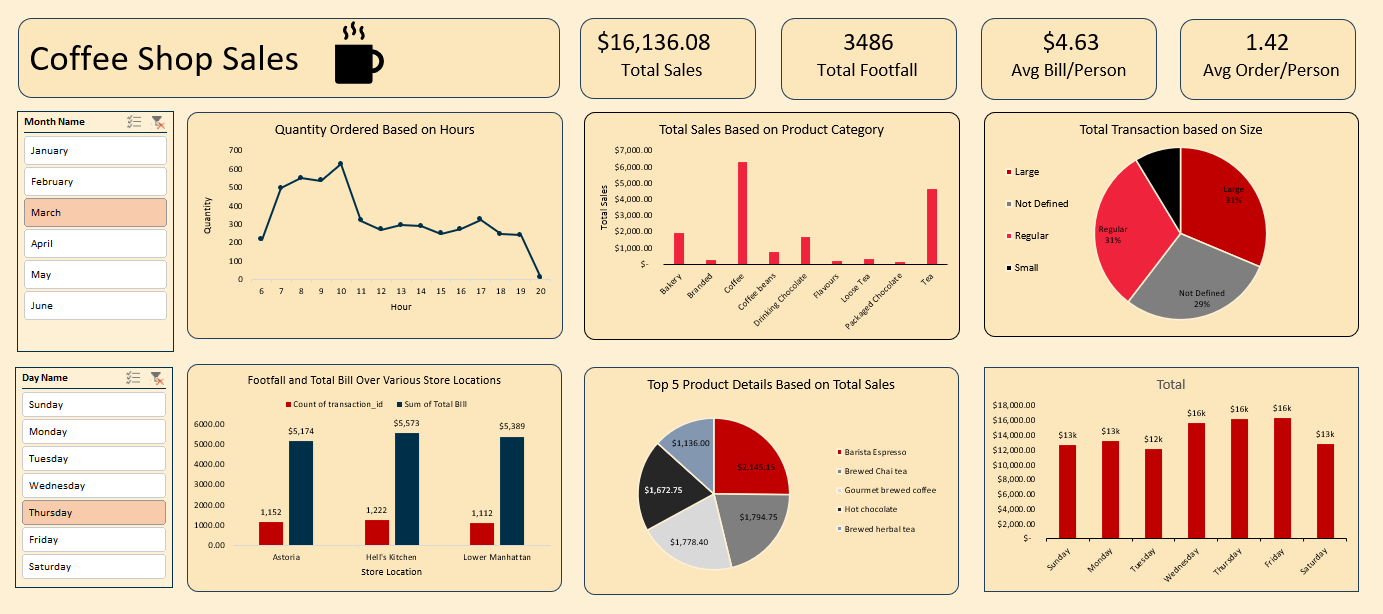 Coffee Shop Sales
$16,136.08
Total Sales
3486
Total Footfall
$4.63
Avg Bill/Person
1.42
Avg Order/Person
Month Name
January
February
March
April
May
June
Quantity Ordered Based on Hours
Quantity
700
600
500
400
300
200
100
0
6 7 8 9 10 11 12 13 14 15 16 17 18 19 20
Hour
Total Sales Based on Product Category
Total Sales
$7,000.00
$6,000.00
$5,000.00
$4,000.00
$3,000.00
$2,000.00
$1,000.00
$-
Bakery
Branded
Coffee
Coffee beans
Drinking Chocolate
Flavours
Loose Tea
Packaged Chocolate
Tea
Total Transaction based on Size
Large
Not Defined
Regular
Small
Large
31%
Regular
31%
Not Defined
29%
Day Name
Sunday
Monday
Tuesday
Wednesday
Thursday
Friday
Saturday
Footfall and Total Bill Over Various Store Locations
Count of transaction_id Sum of Total Bill
6000.00
5000.00
4000.00
3000.00
2000.00
1000.00
0.00
$5,174
$5,573
$5,389
1,152
1,222
1,112
Astoria Hell's Kitchen Lower Manhattan
Store Location
Top 5 Product Details Based on Total Sales
$1,136.00
$2,145.15
$1,672.75
$1,794.75
$1,778.40
Barista Espresso
Brewed Chai tea
Gourmet brewed coffee
Hot chocolate
Brewed herbal tea
Total
$18,000.00
$16,000.00
$14,000.00
$12,000.00
$10,000.00
$8,000.00
$6,000.00
$4,000.00
$2,000.00
$-
$13k $13k $12k $16k $16k $16k $13k
Sunday
Monday
Tuesday
Wednesday
Thursday
Friday
Saturday